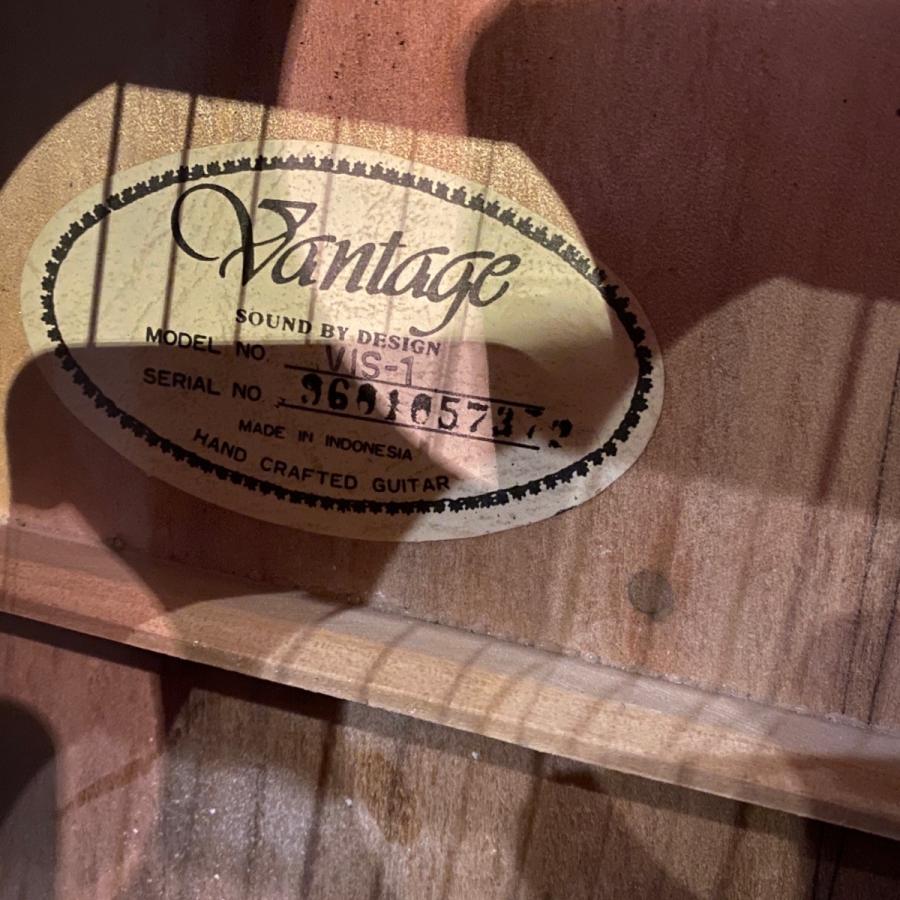 Vantage
SOUND BY DESIGN
MODEL NO. VIS-1
SERIAL NO.
MADE IN INDONESIA
HAND CRAFTED GUITAR